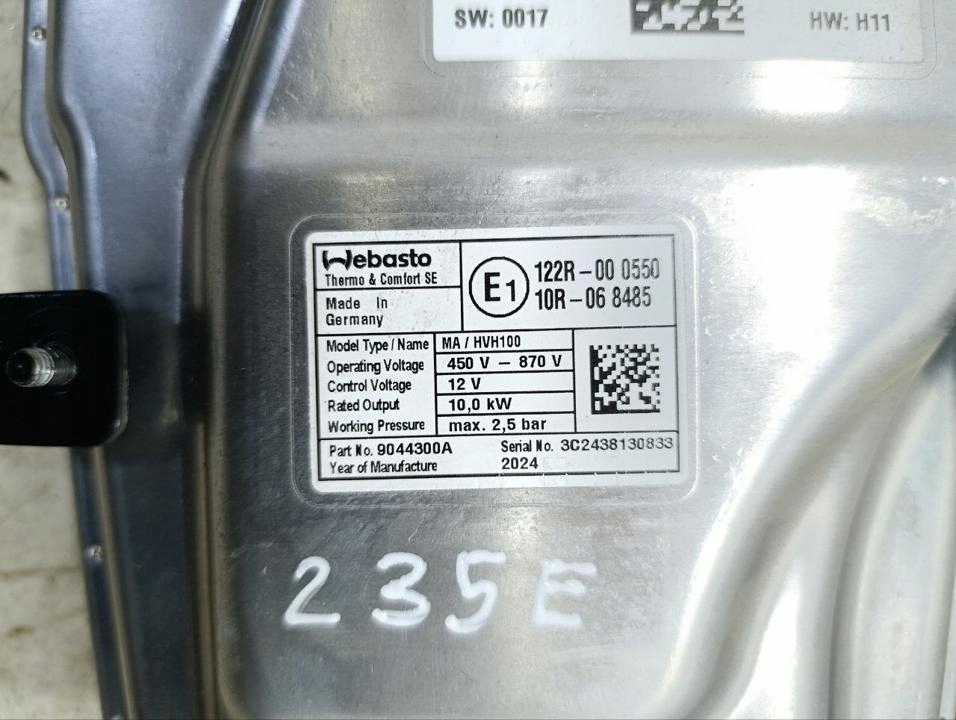 SW: 0017 HW: H11
Webasto
Thermo & Comfort SE
Made In
Germany
E1
122R-00 0550
10R-06 8485
Model Type / Name MA / HVH100
Operating Voltage 450 V – 870 V
Control Voltage 12 V
Rated Output 10,0 kW
Working Pressure max. 2,5 bar
Part No. 9044300A Serial No. 3C2438130833
Year of Manufacture 2024
235E